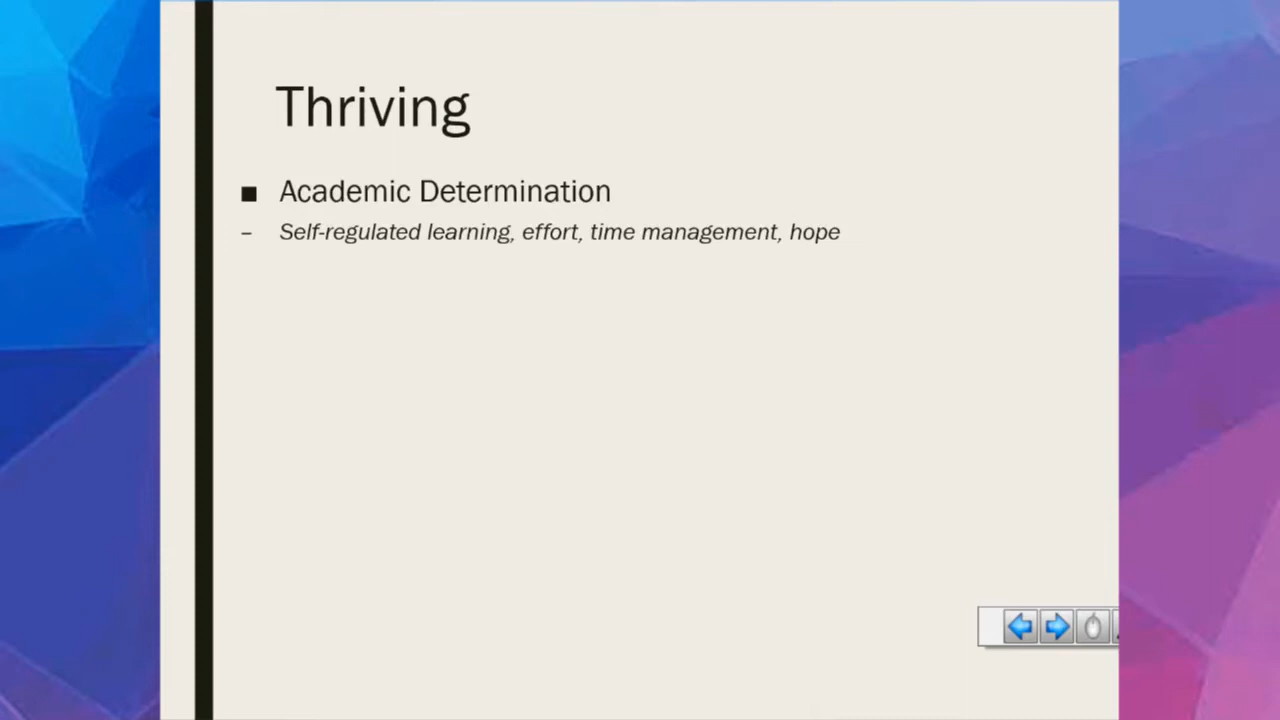 Thriving
■ Academic Determination
– Self-regulated learning, effort, time management, hope